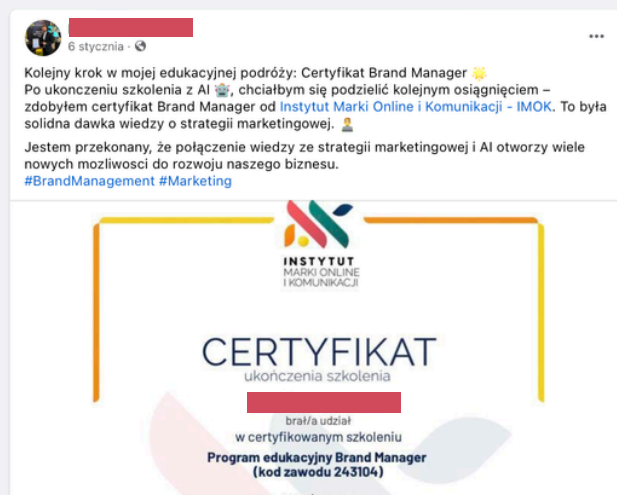 6 stycznia ·
Kolejny krok w mojej edukacyjnej podróży: Certyfikat Brand Manager 🌟
Po ukończeniu szkolenia z AI 🤖, chciałbym się podzielić kolejnym osiągnięciem –
zdobyłem certyfikat Brand Manager od Instytut Marki Online i Komunikacji - IMOK. To była
solidna dawka wiedzy o strategii marketingowej.
Jestem przekonany, że połączenie wiedzy ze strategii marketingowej i AI otworzy wiele
nowych mozliwosci do rozwoju naszego biznesu.
#BrandManagement #Marketing
INSTYTUT
MARKI ONLINE
I KOMUNIKACJI
CERTYFIKAT
ukończenia szkolenia
brał/a udział
w certyfikowanym szkoleniu
Program edukacyjny Brand Manager
(kod zawodu 243104)